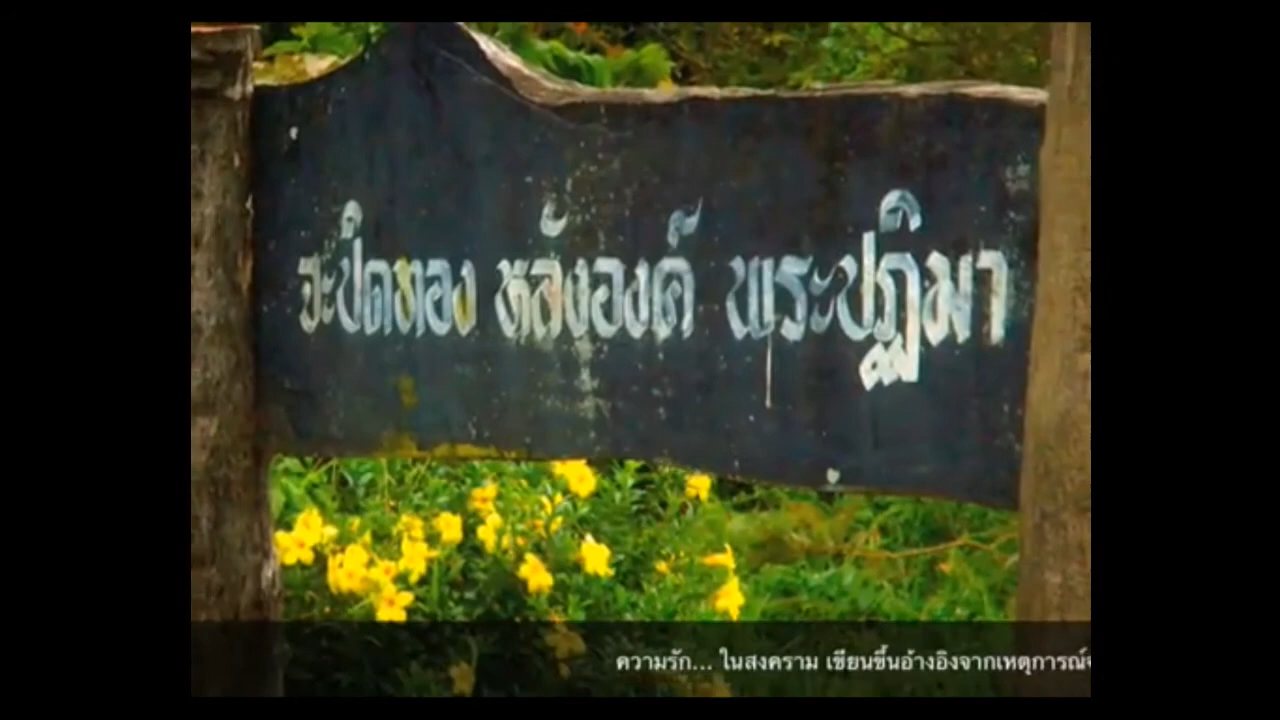 จะปิดทอง หลังองค์ พระปฏิมา
ความรัก... ในสงคราม เขียนขึ้นอ้างอิงจากเหตุการณ์